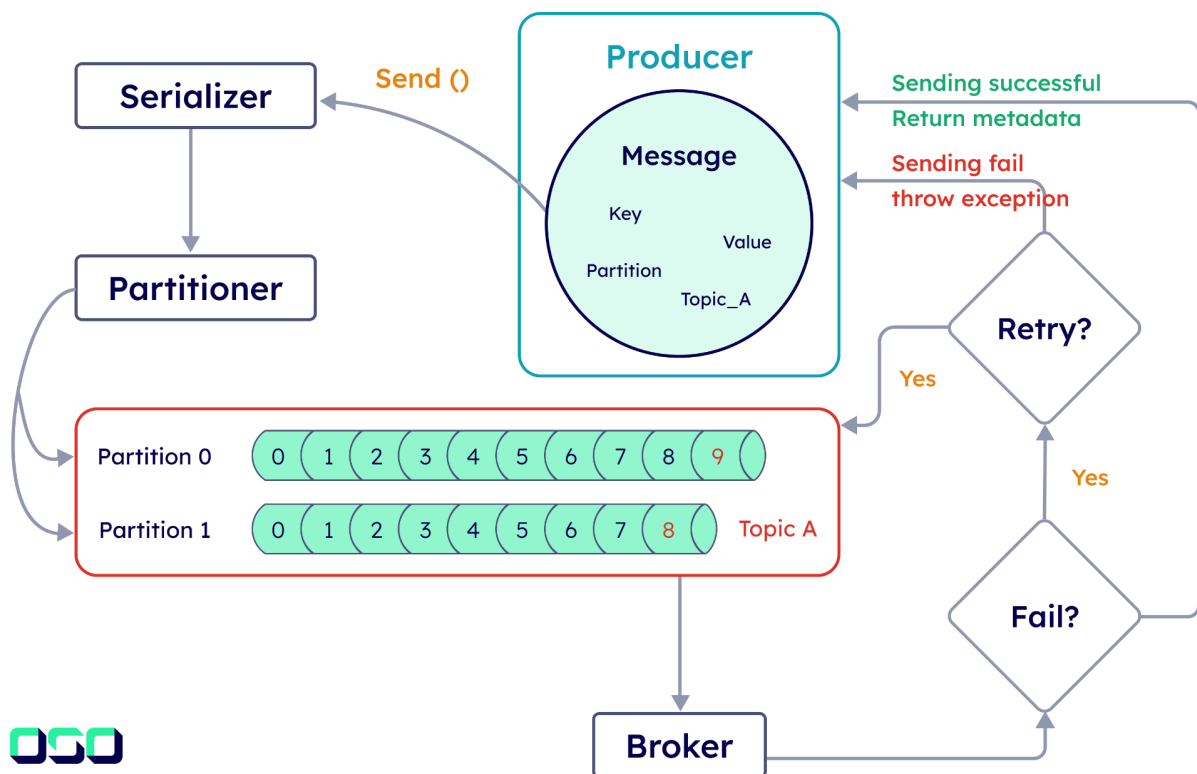 Producer
Send ()
Serializer
Sending successful
Return metadata
Message
Sending fail
throw exception
Key
Value
Partition
Topic_A
Partitioner
Retry?
Yes
Partition 0 0 1 2 3 4 5 6 7 8 9
Yes
Partition 1 0 1 2 3 4 5 6 7 8 Topic A
Fail?
Broker
OSO